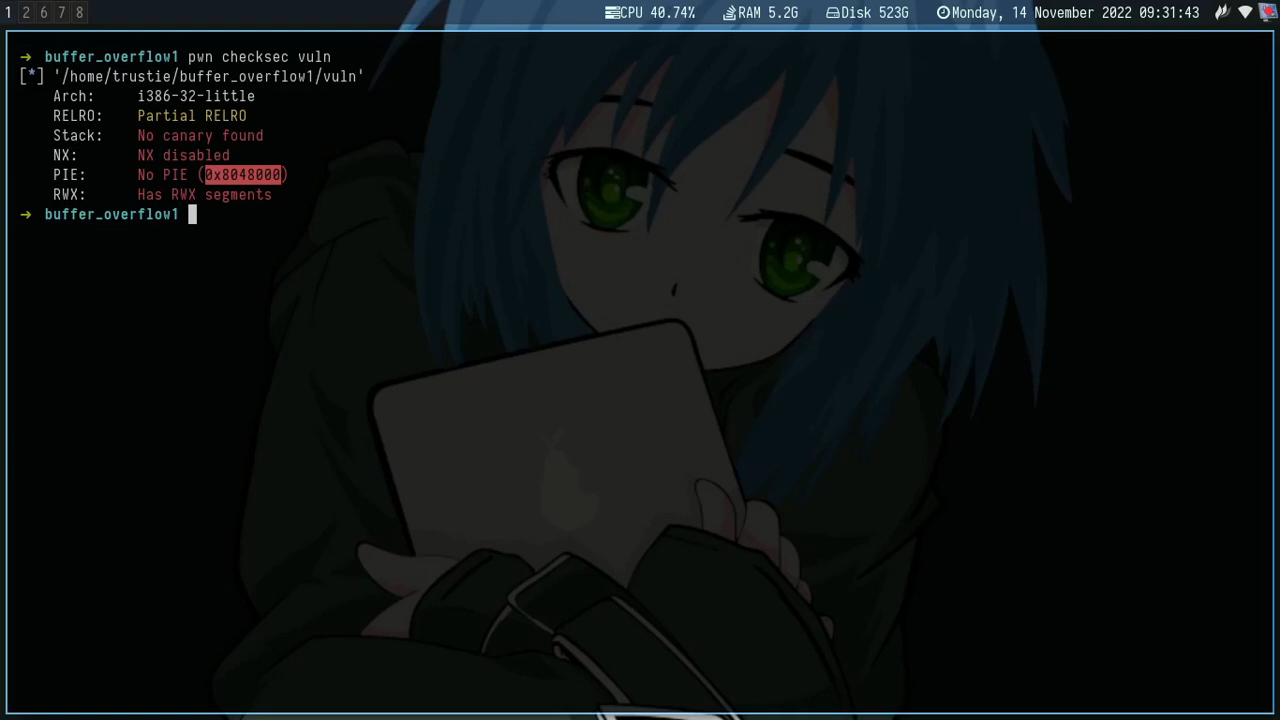 1 2 6 7 8 CPU 40.74% RAM 5.2G Disk 523G Monday, 14 November 2022 09:31:43
→ buffer_overflow1 pwn checksec vuln
[*] '/home/trustie/buffer_overflow1/vuln'
Arch: i386-32-little
RELRO: Partial RELRO
Stack: No canary found
NX: NX disabled
PIE: No PIE (0x8048000)
RWX: Has RWX segments
→ buffer_overflow1